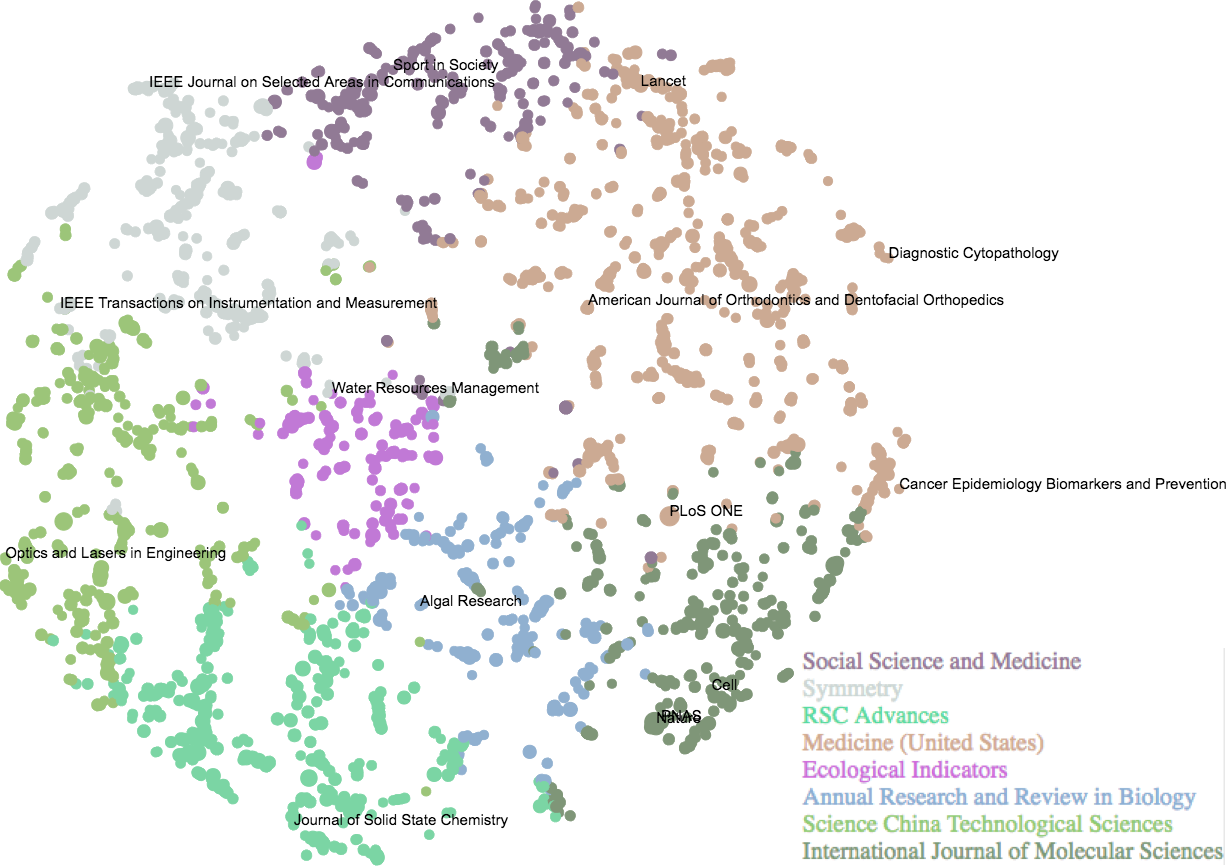 Sport in Society
IEEE Journal on Selected Areas in Communications
Lancet
Diagnostic Cytopathology
IEEE Transactions on Instrumentation and Measurement
American Journal of Orthodontics and Dentofacial Orthopedics
Water Resources Management
Cancer Epidemiology Biomarkers and Prevention
PLoS ONE
Optics and Lasers in Engineering
Algal Research
Cell
PNAS
Nature
Journal of Solid State Chemistry
Social Science and Medicine
Symmetry
RSC Advances
Medicine (United States)
Ecological Indicators
Annual Research and Review in Biology
Science China Technological Sciences
International Journal of Molecular Sciences